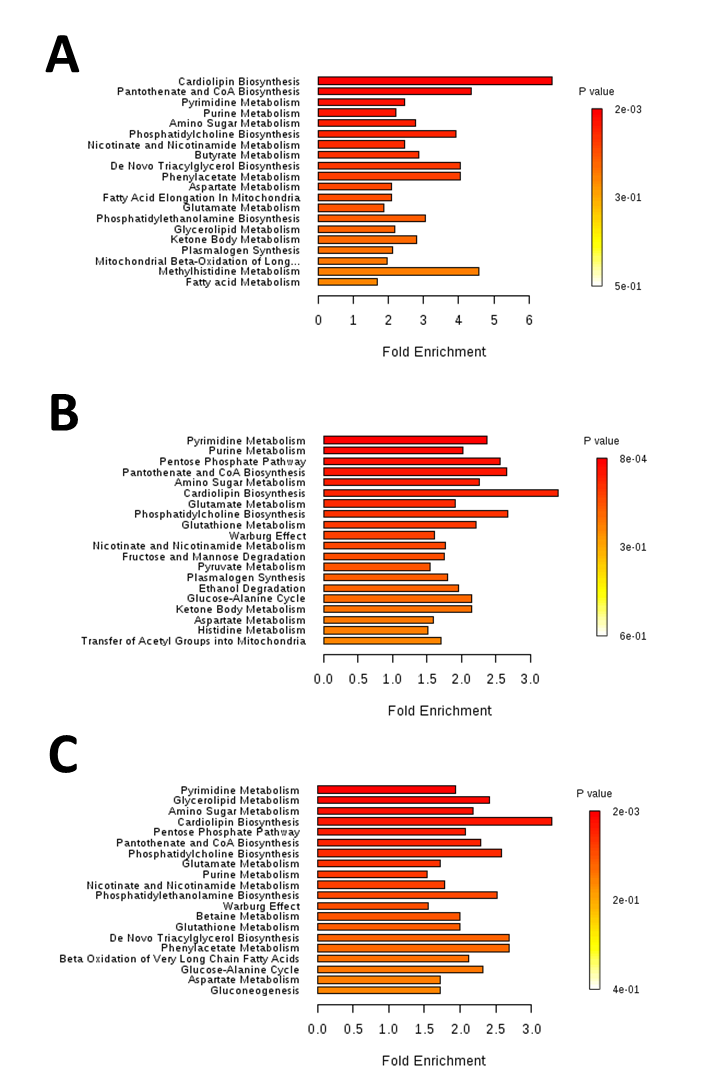 A
Cardiolipin Biosynthesis
Pantothenate and CoA Biosynthesis
Pyrimidine Metabolism
Purine Metabolism
Amino Sugar Metabolism
Phosphatidylcholine Biosynthesis
Nicotinate and Nicotinamide Metabolism
Butyrate Metabolism
De Novo Triacylglycerol Biosynthesis
Phenylacetate Metabolism
Aspartate Metabolism
Fatty Acid Elongation In Mitochondria
Glutamate Metabolism
Phosphatidylethanolamine Biosynthesis
Glycerolipid Metabolism
Ketone Body Metabolism
Plasmalogen Synthesis
Mitochondrial Beta-Oxidation of Long...
Methylhistidine Metabolism
Fatty acid Metabolism
0 1 2 3 4 5 6
Fold Enrichment
P value
2e-03
3e-01
5e-01
B
Pyrimidine Metabolism
Purine Metabolism
Pentose Phosphate Pathway
Pantothenate and CoA Biosynthesis
Amino Sugar Metabolism
Cardiolipin Biosynthesis
Glutamate Metabolism
Phosphatidylcholine Biosynthesis
Glutathione Metabolism
Warburg Effect
Nicotinate and Nicotinamide Metabolism
Fructose and Mannose Degradation
Pyruvate Metabolism
Plasmalogen Synthesis
Ethanol Degradation
Glucose-Alanine Cycle
Ketone Body Metabolism
Aspartate Metabolism
Histidine Metabolism
Transfer of Acetyl Groups into Mitochondria
0.0 0.5 1.0 1.5 2.0 2.5 3.0
Fold Enrichment
P value
8e-04
3e-01
6e-01
C
Pyrimidine Metabolism
Glycerolipid Metabolism
Amino Sugar Metabolism
Cardiolipin Biosynthesis
Pentose Phosphate Pathway
Pantothenate and CoA Biosynthesis
Phosphatidylcholine Biosynthesis
Glutamate Metabolism
Purine Metabolism
Nicotinate and Nicotinamide Metabolism
Phosphatidylethanolamine Biosynthesis
Warburg Effect
Betaine Metabolism
Glutathione Metabolism
De Novo Triacylglycerol Biosynthesis
Phenylacetate Metabolism
Beta Oxidation of Very Long Chain Fatty Acids
Glucose-Alanine Cycle
Aspartate Metabolism
Gluconeogenesis
0.0 0.5 1.0 1.5 2.0 2.5 3.0
Fold Enrichment
P value
2e-03
2e-01
4e-01